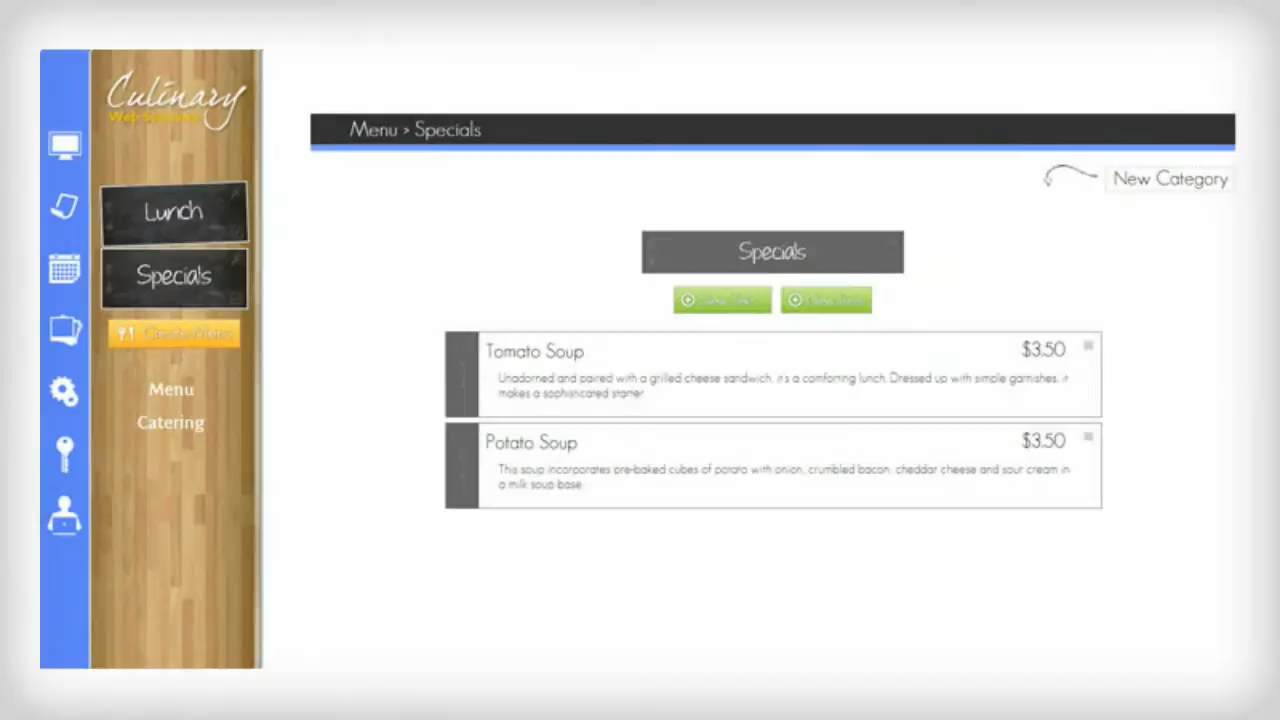 Culinary
Menu > Specials
New Category
Lunch
Specials
Specials
Create Menu
Menu
Catering
Tomato Soup
$3.50
Unadorned and paired with a grilled cheese sandwich, it's a comforting lunch. Dressed up with simple garnishes, it
makes a sophisticated starter
Potato Soup
$3.50
This soup incorporates pre-baked cubes of potato with onion, crumbled bacon, cheddar cheese and sour cream in
a milk soup base.